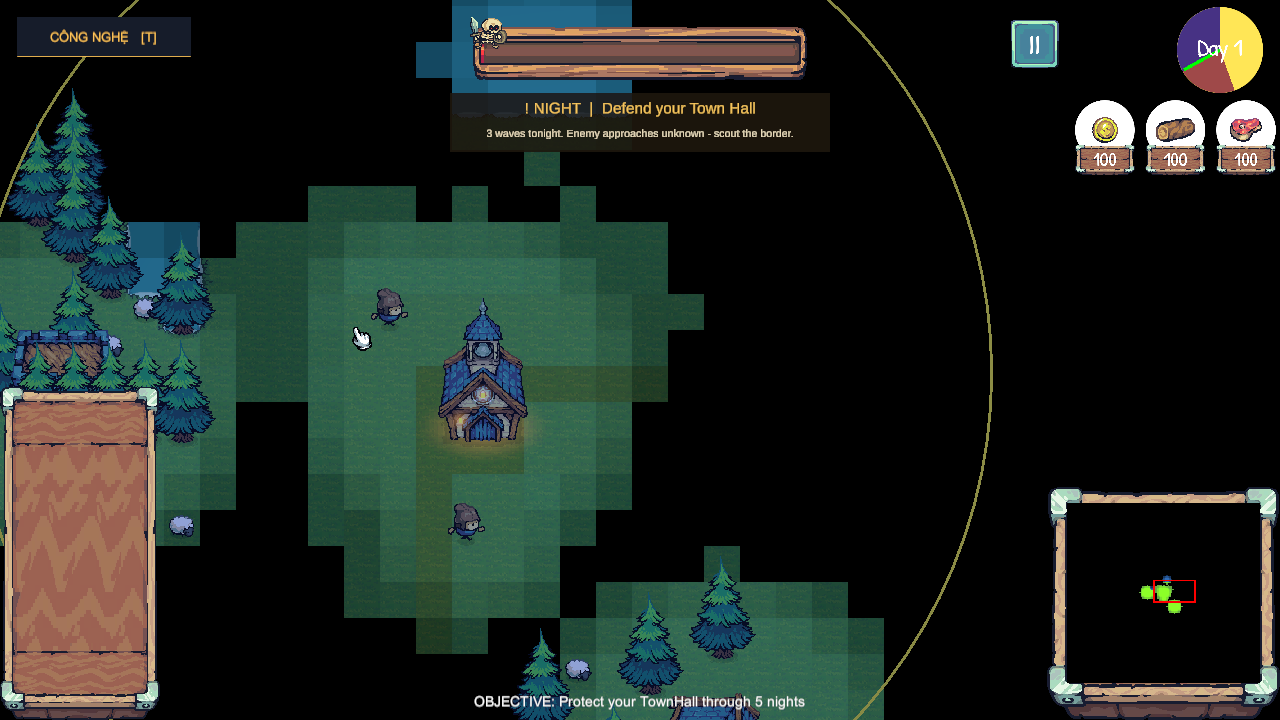 CÔNG NGHỆ [T]
Day 1
! NIGHT | Defend your Town Hall
3 waves tonight. Enemy approaches unknown - scout the border.
100 100 100
OBJECTIVE: Protect your TownHall through 5 nights